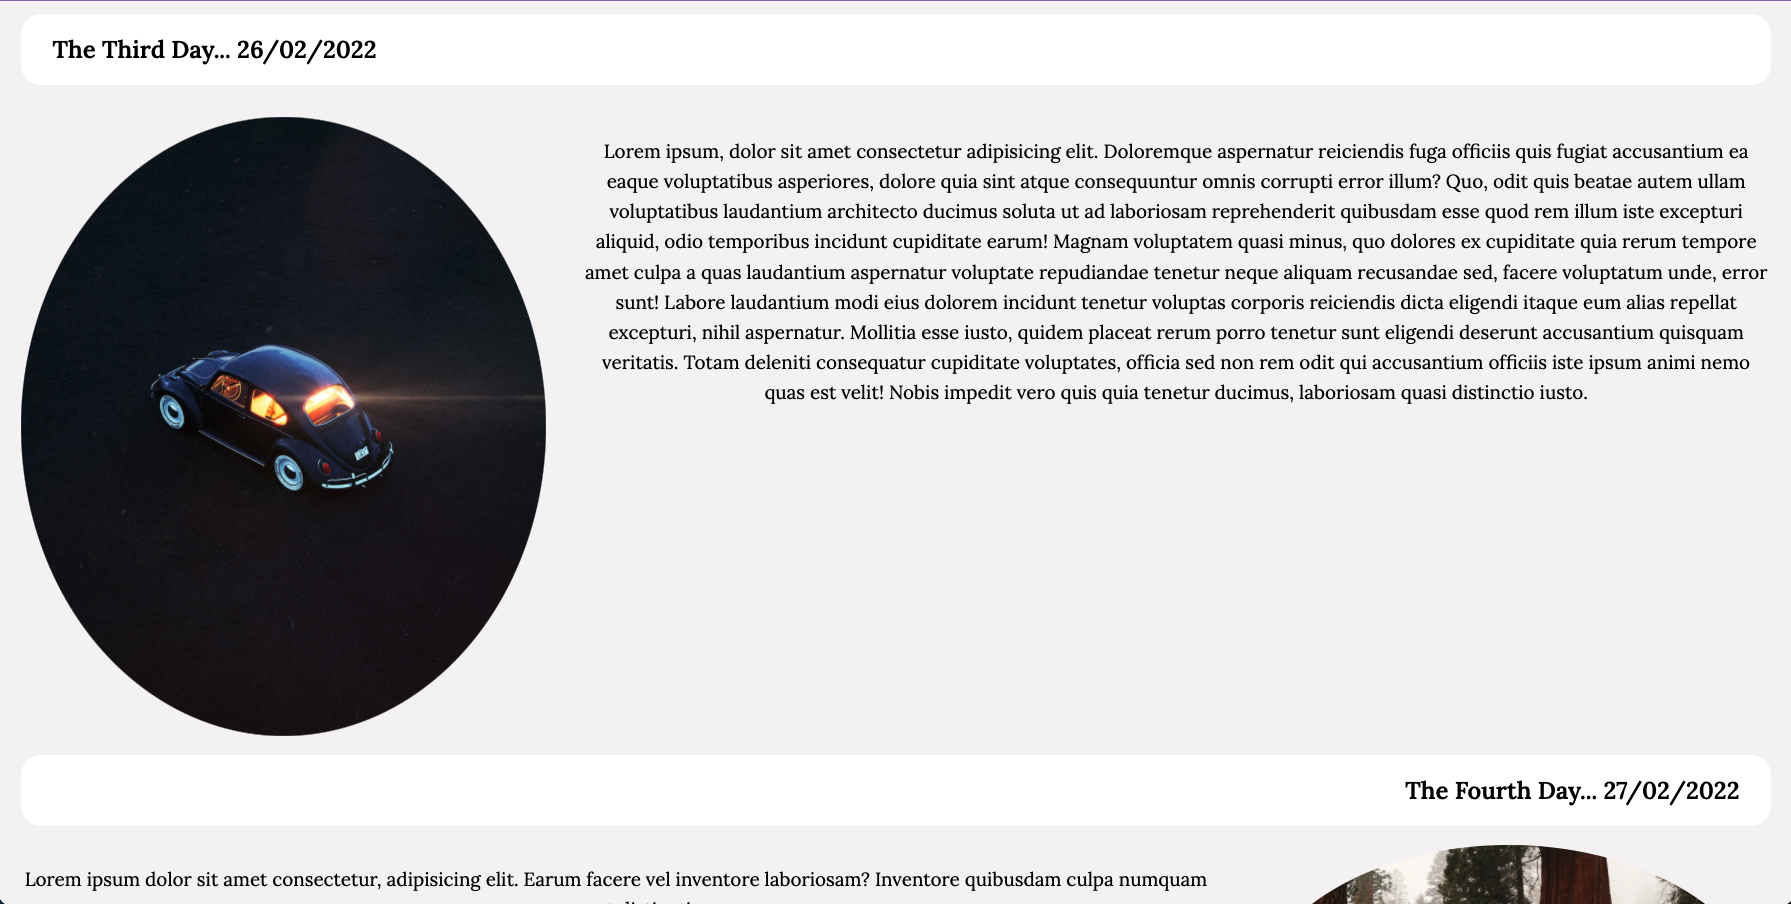 The Third Day... 26/02/2022
Lorem ipsum, dolor sit amet consectetur adipisicing elit. Doloremque aspernatur reiciendis fuga officiis quis fugiat accusantium ea
eaque voluptatibus asperiores, dolore quia sint atque consequuntur omnis corrupti error illum? Quo, odit quis beatae autem ullam
voluptatibus laudantium architecto ducimus soluta ut ad laboriosam reprehenderit quibusdam esse quod rem illum iste excepturi
aliquid, odio temporibus incidunt cupiditate earum! Magnam voluptatem quasi minus, quo dolores ex cupiditate quia rerum tempore
amet culpa a quas laudantium aspernatur voluptate repudiandae tenetur neque aliquam recusandae sed, facere voluptatum unde, error
sunt! Labore laudantium modi eius dolorem incidunt tenetur voluptas corporis reiciendis dicta eligendi itaque eum alias repellat
excepturi, nihil aspernatur. Mollitia esse iusto, quidem placeat rerum porro tenetur sunt eligendi deserunt accusantium quisquam
veritatis. Totam deleniti consequatur cupiditate voluptates, officia sed non rem odit qui accusantium officiis iste ipsum animi nemo
quas est velit! Nobis impedit vero quis quia tenetur ducimus, laboriosam quasi distinctio iusto.
The Fourth Day... 27/02/2022
Lorem ipsum dolor sit amet consectetur, adipisicing elit. Earum facere vel inventore laboriosam? Inventore quibusdam culpa numquam